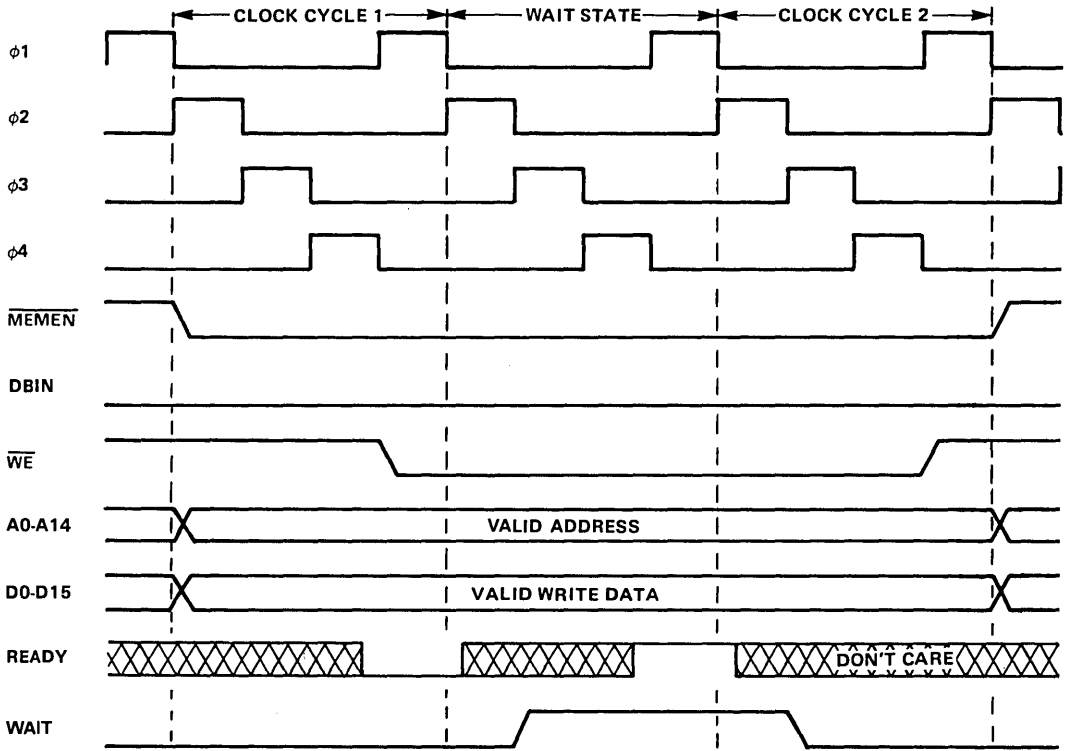 CLOCK CYCLE 1 WAIT STATE CLOCK CYCLE 2
ϕ1
ϕ2
ϕ3
ϕ4
MEMEN
DBIN
WE
A0-A14 VALID ADDRESS
D0-D15 VALID WRITE DATA
READY DON'T CARE
WAIT